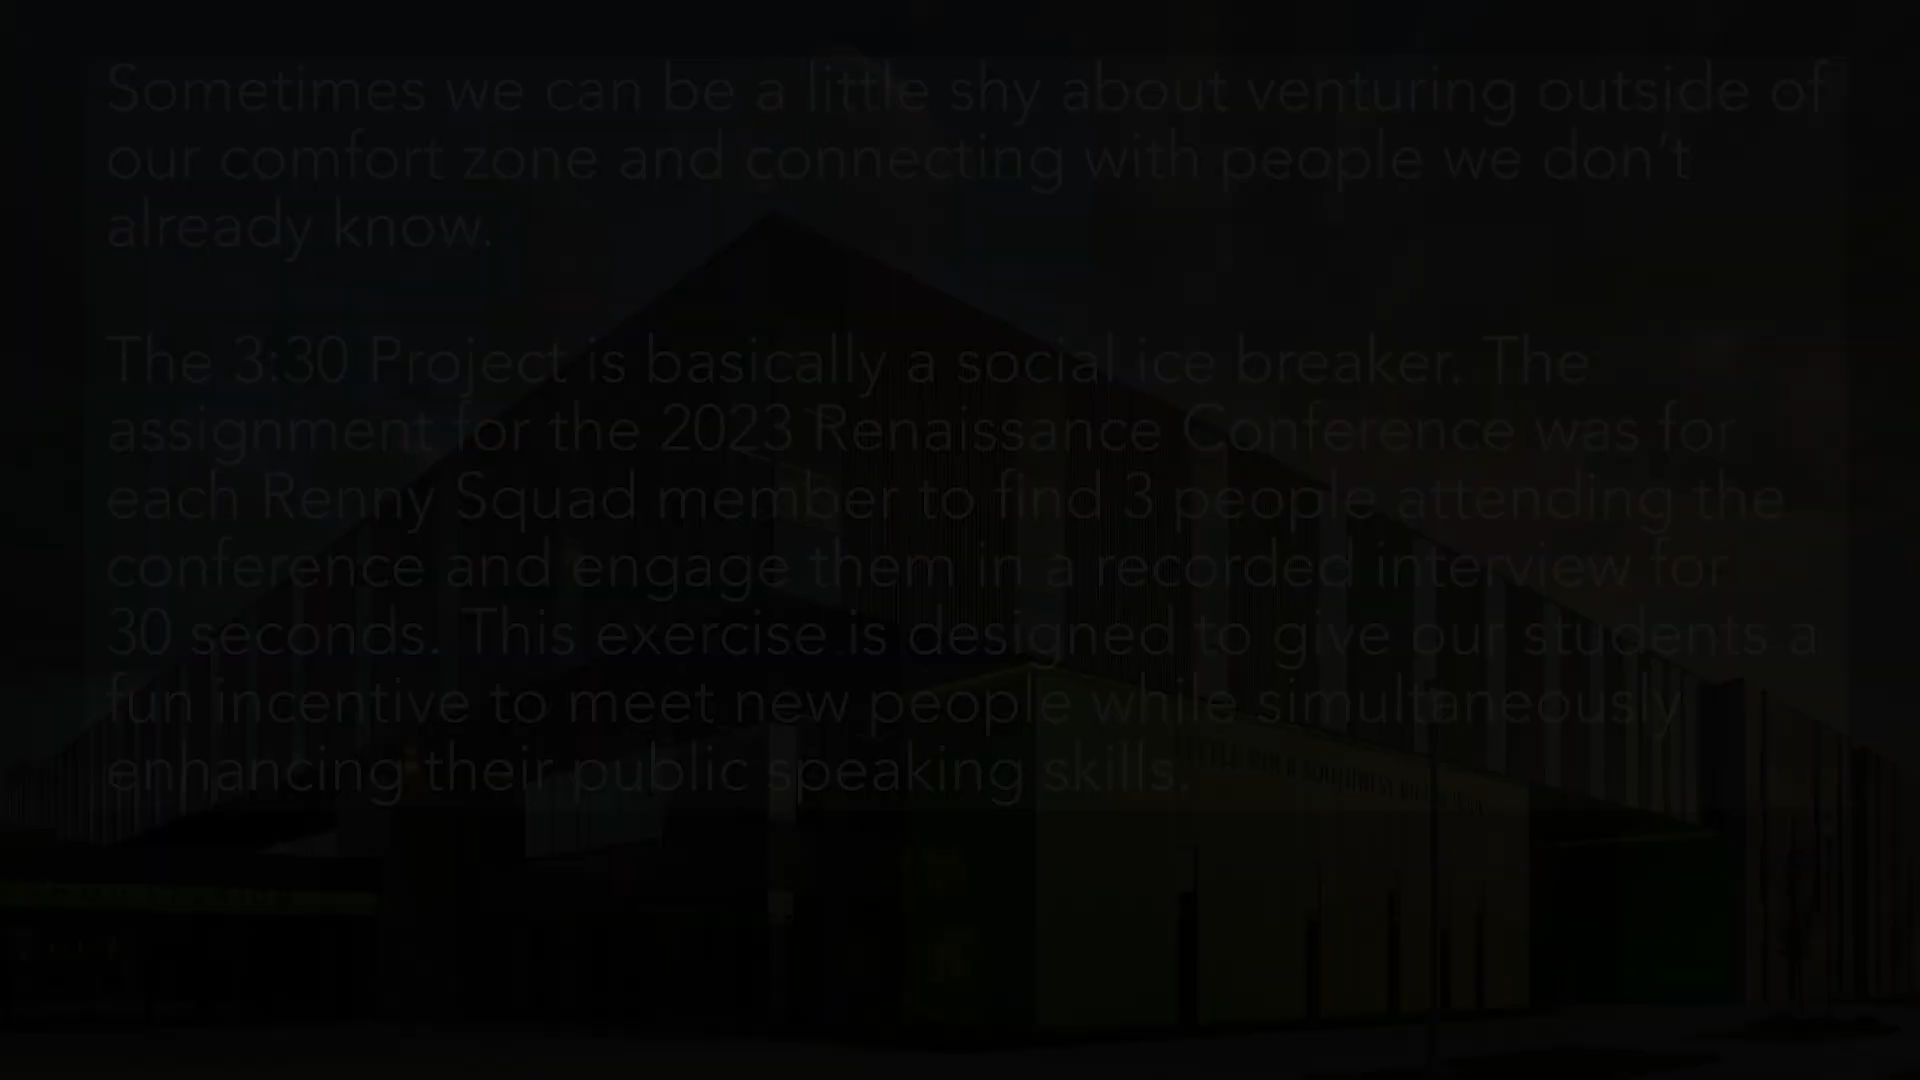 Sometimes we can be a little shy about venturing outside of
our comfort zone and connecting with people we don't
already know.
The 3:30 Project is basically a social ice breaker. The
assignment for the 2023 Renaissance Conference was for
each Renny Squad member to find 3 people attending the
conference and engage them in a recorded interview for
30 seconds. This exercise is designed to give our students a
fun incentive to meet new people while simultaneously
enhancing their public speaking skills.
LITTLE ROCK SOUTHWEST HIGH